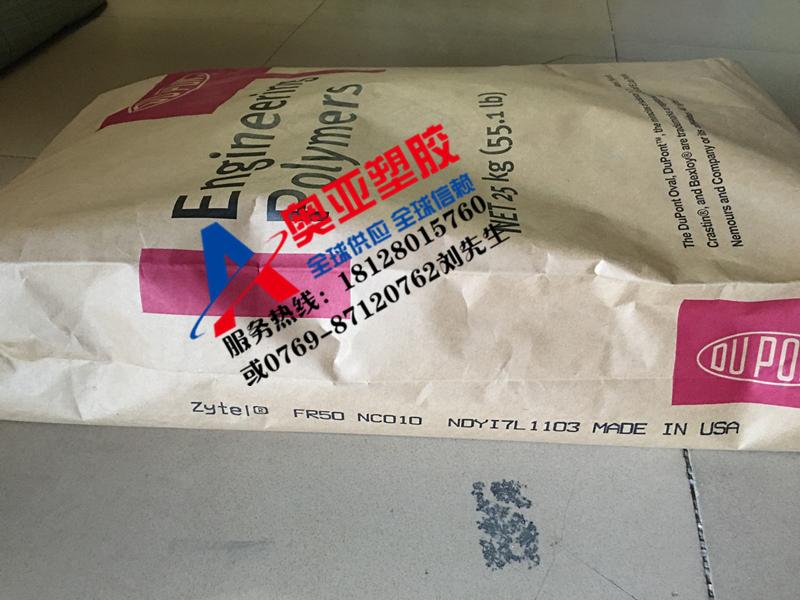 DU PONT
Engineering
Polymers
NET 25 kg (55.1 lb)
The DuPont Oval, DuPont™, the
Crastin®, and Bexloy® are
Nemours and Company or its
奥亚塑胶
全球供应 全球信赖
服务热线：18128015760
或0769-87120762刘先生
DU PON
Zytel® FR50 NC010 NDYI7L1103 MADE IN USA